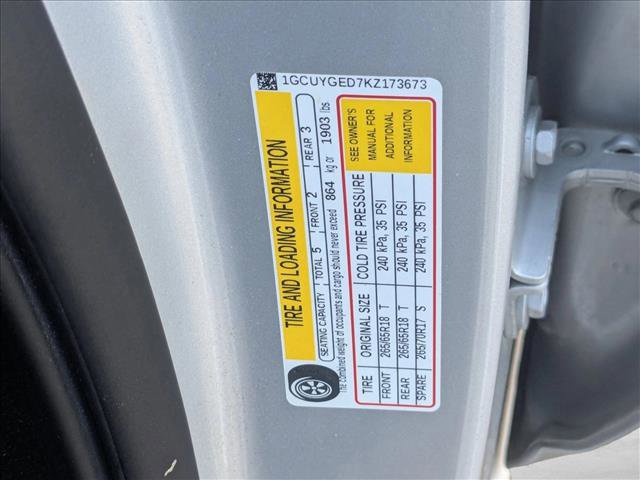 1GCUYGED7KZ173673
TIRE AND LOADING INFORMATION
SEATING CAPACITY TOTAL 5 FRONT 2 REAR 3
The combined weight of occupants and cargo should never exceed 864 kg or 1903 lbs.
TIRE ORIGINAL SIZE COLD TIRE PRESSURE
FRONT 265/65R18 T 240 kPa, 35 PSI
REAR 265/65R18 T 240 kPa, 35 PSI
SPARE 265/70R17 S 240 kPa, 35 PSI
SEE OWNER'S
MANUAL FOR
ADDITIONAL
INFORMATION